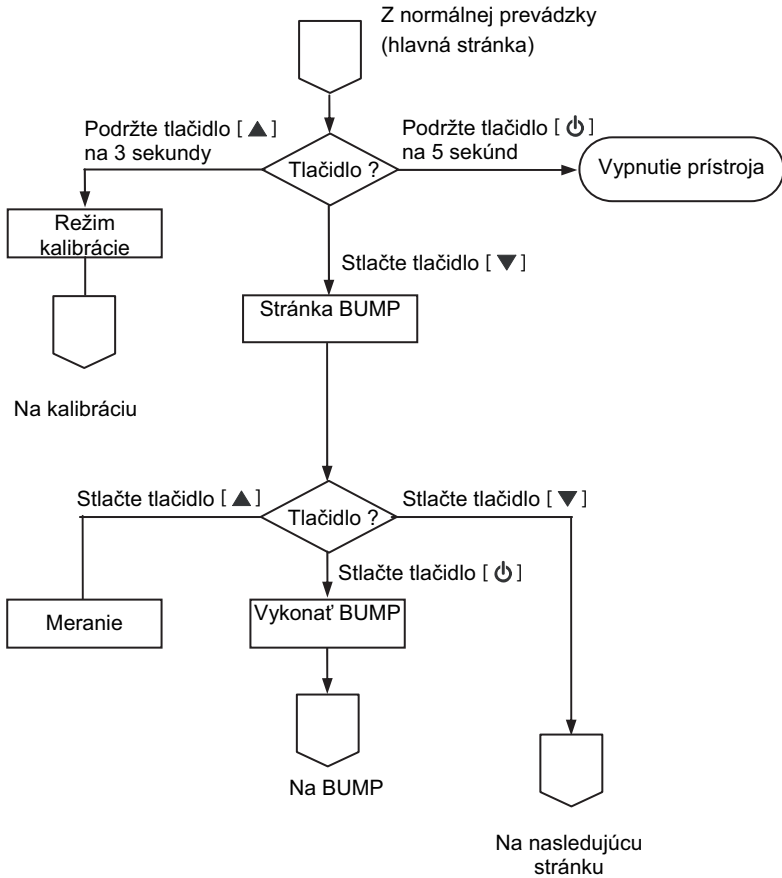 Z normálnej prevádzky
(hlavná stránka)
Podržte tlačidlo [ ▲ ]
na 3 sekundy
Podržte tlačidlo [ ⏻ ]
na 5 sekúnd
Tlačidlo ?
Vypnutie prístroja
Režim
kalibrácie
Stlačte tlačidlo [ ▼ ]
Stránka BUMP
Na kalibráciu
Stlačte tlačidlo [ ▲ ]
Stlačte tlačidlo [ ▼ ]
Tlačidlo ?
Stlačte tlačidlo [ ⏻ ]
Meranie
Vykonať BUMP
Na BUMP
Na nasledujúcu
stránku